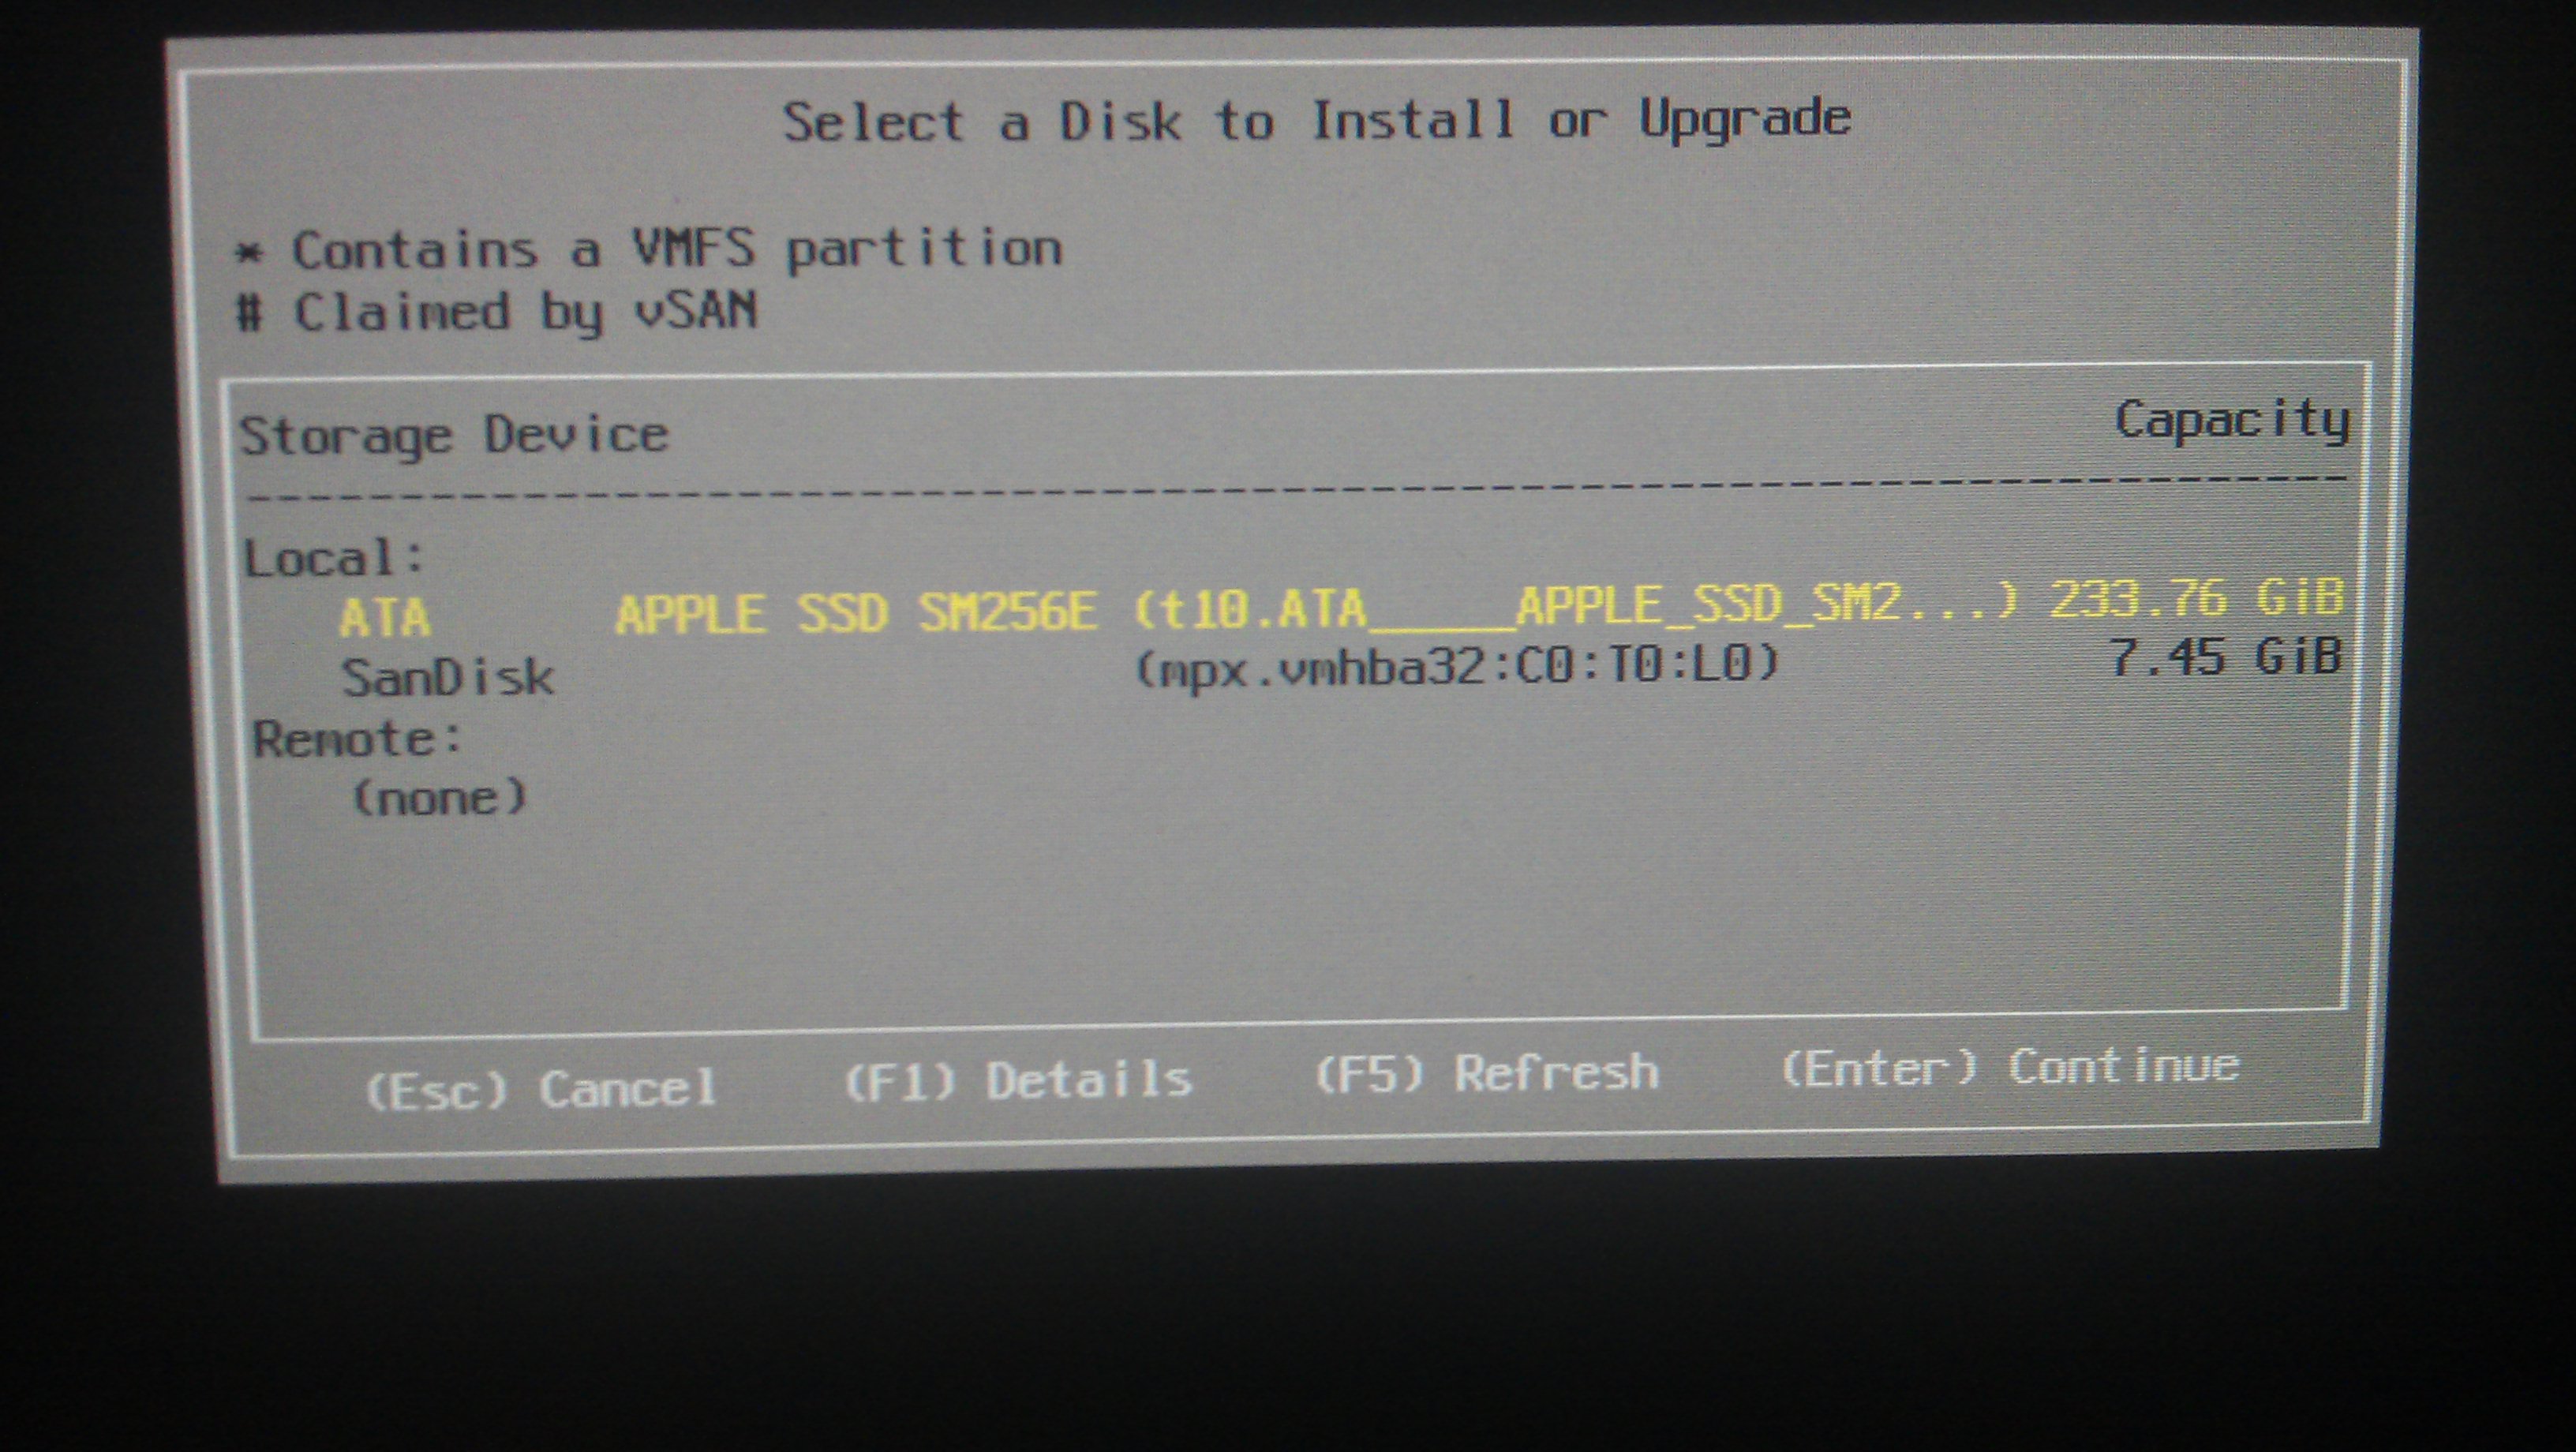 Select a Disk to Install or Upgrade
* Contains a VMFS partition
# Claimed by vSAN
Storage Device Capacity
--------------------------------------------------------------------
Local:
ATA APPLE SSD SM256E (t10.ATA_____APPLE_SSD_SM2...) 233.76 GiB
SanDisk (mpx.vmhba32:C0:T0:L0) 7.45 GiB
Remote:
(none)
(Esc) Cancel (F1) Details (F5) Refresh (Enter) Continue